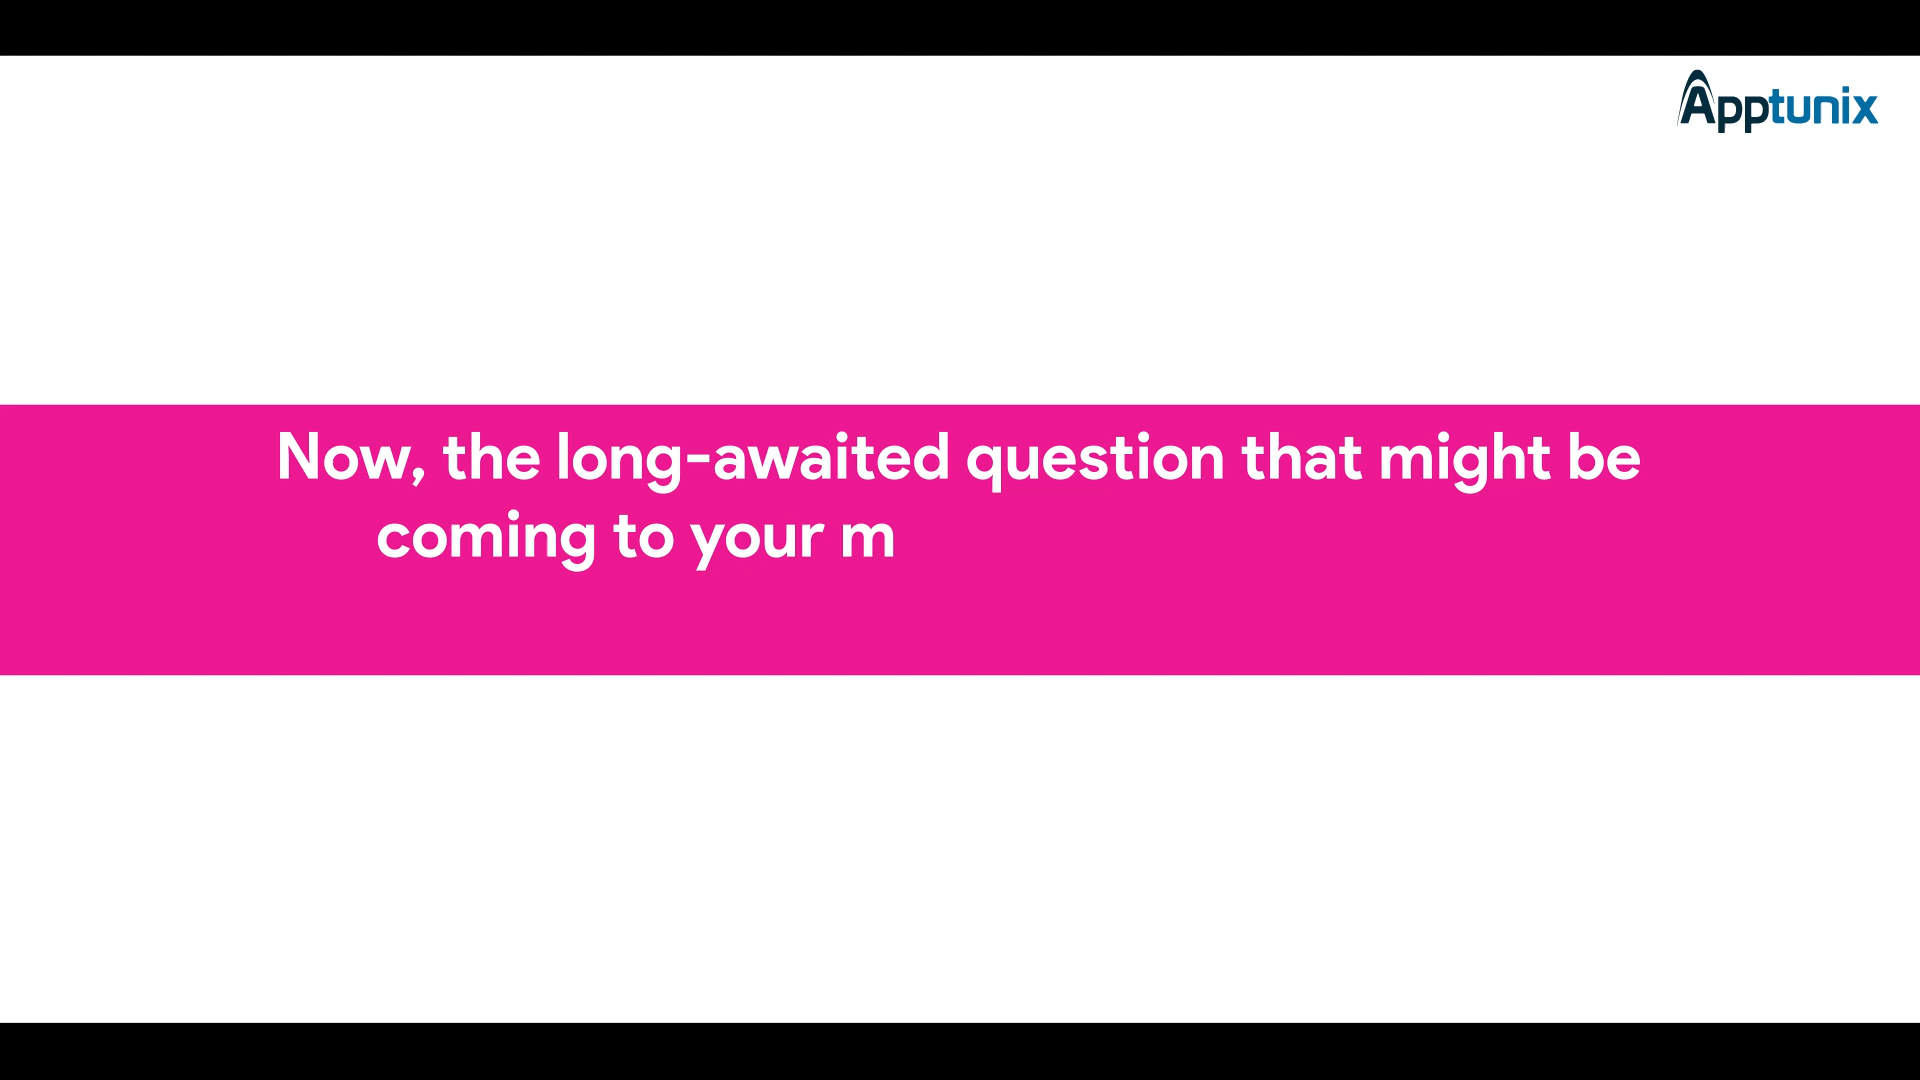 Apptunix
Now, the long-awaited question that might be
coming to your m